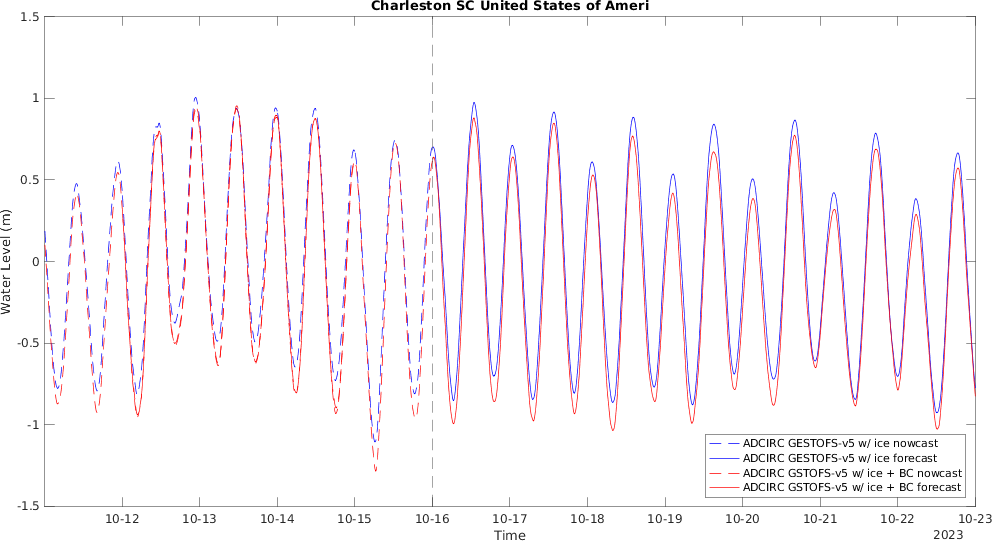 Charleston SC United States of Ameri
1.5
1
0.5
0
-0.5
-1
-1.5
Water Level (m)
ADCIRC GESTOFS-v5 w/ ice nowcast
ADCIRC GESTOFS-v5 w/ ice forecast
ADCIRC GSTOFS-v5 w/ ice + BC nowcast
ADCIRC GSTOFS-v5 w/ ice + BC forecast
10-12 10-13 10-14 10-15 10-16 10-17 10-18 10-19 10-20 10-21 10-22 10-23
Time
2023